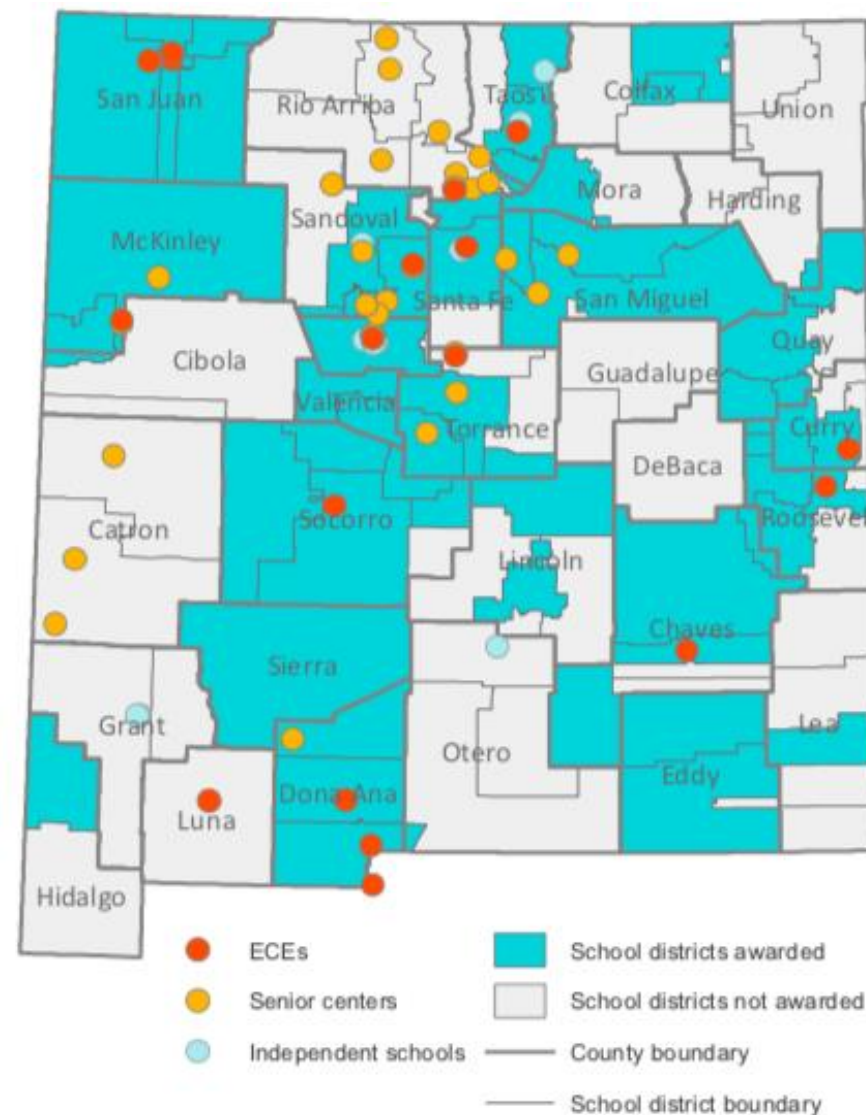 San Juan
Rio Arriba
Taos
Colfax
Union
Mora
Harding
Sandoval
McKinley
Santa Fe
San Miguel
Cibola
Quay
Guadalupe
Valencia
Torrance
Curry
DeBaca
Catron
Socorro
Roosevel
Lincoln
Chaves
Sierra
Grant
Otero
Lea
Eddy
Dona Ana
Luna
Hidalgo
ECEs
School districts awarded
Senior centers
School districts not awarded
Independent schools
County boundary
School district boundary